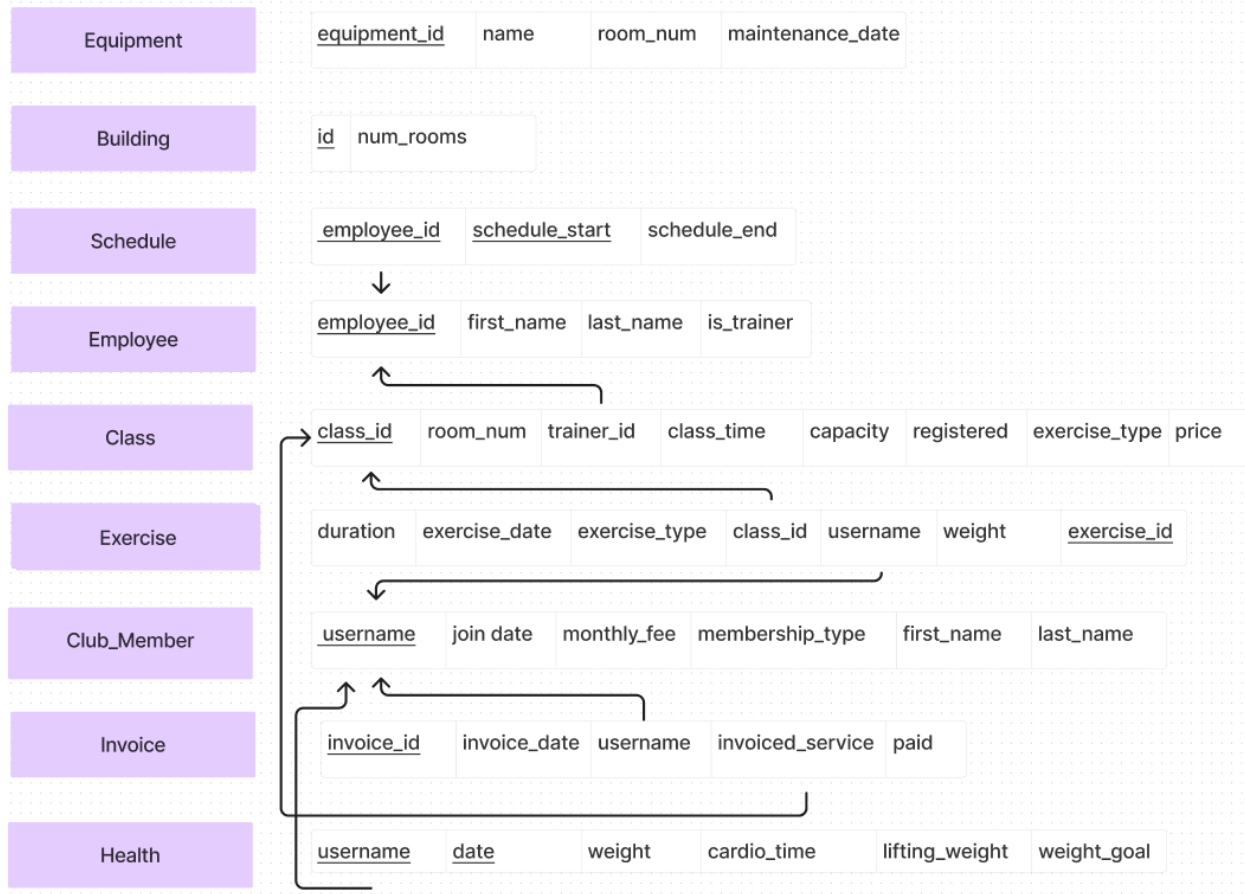 Equipment equipment_id name room_num maintenance_date
Building id num_rooms
Schedule employee_id schedule_start schedule_end
Employee employee_id first_name last_name is_trainer
Class class_id room_num trainer_id class_time capacity registered exercise_type price
Exercise duration exercise_date exercise_type class_id username weight exercise_id
Club_Member username join date monthly_fee membership_type first_name last_name
Invoice invoice_id invoice_date username invoiced_service paid
Health username date weight cardio_time lifting_weight weight_goal